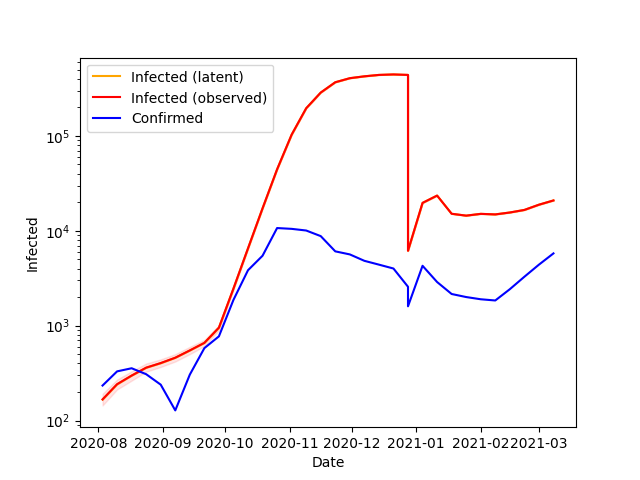 Infected (latent)
Infected (observed)
Confirmed
10^5
10^4
10^3
10^2
Infected
2020-08 2020-09 2020-10 2020-11 2020-12 2021-01 2021-02 2021-03
Date